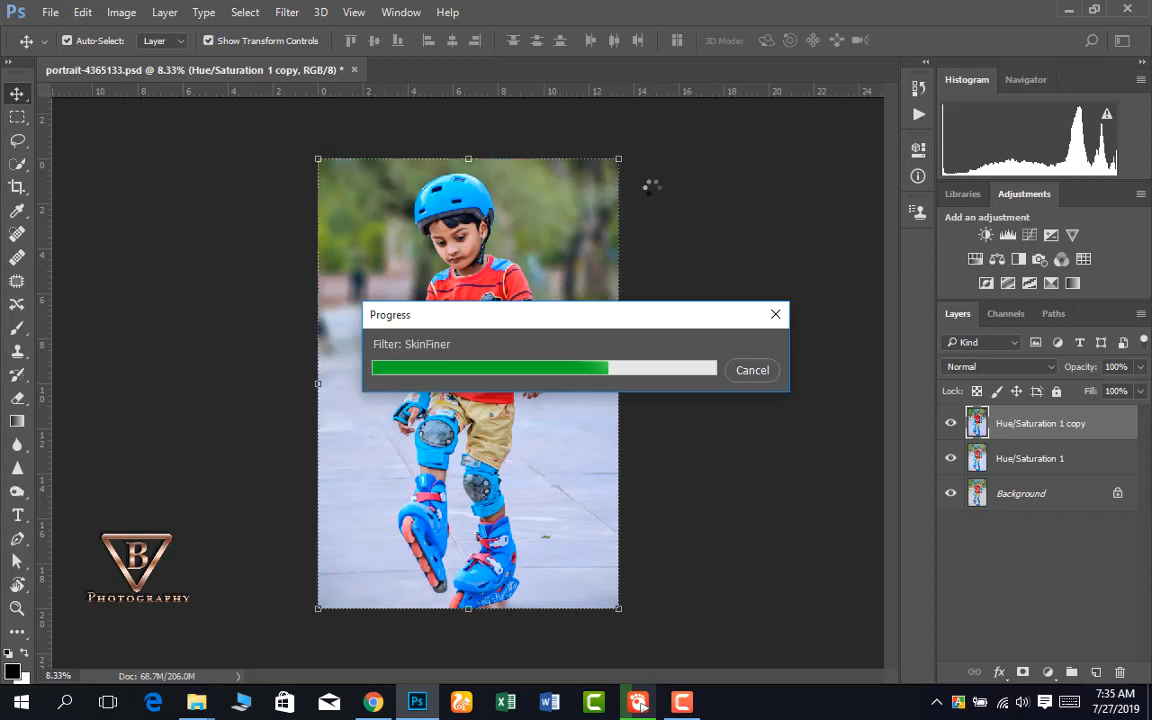 Ps File Edit Image Layer Type Select Filter 3D View Window Help
Auto-Select: Layer Show Transform Controls 3D Mode:
portrait-4365133.psd @ 8.33% (Hue/Saturation 1 copy, RGB/8) *
Histogram Navigator
Libraries Adjustments
Add an adjustment
Progress
Filter: SkinFiner
Cancel
Layers Channels Paths
Kind
Normal Opacity: 100%
Lock: Fill: 100%
Hue/Saturation 1 copy
Hue/Saturation 1
Background
B
PHOTOGRAPHY
8.33% Doc: 68.7M/206.0M
7:35 AM
7/27/2019